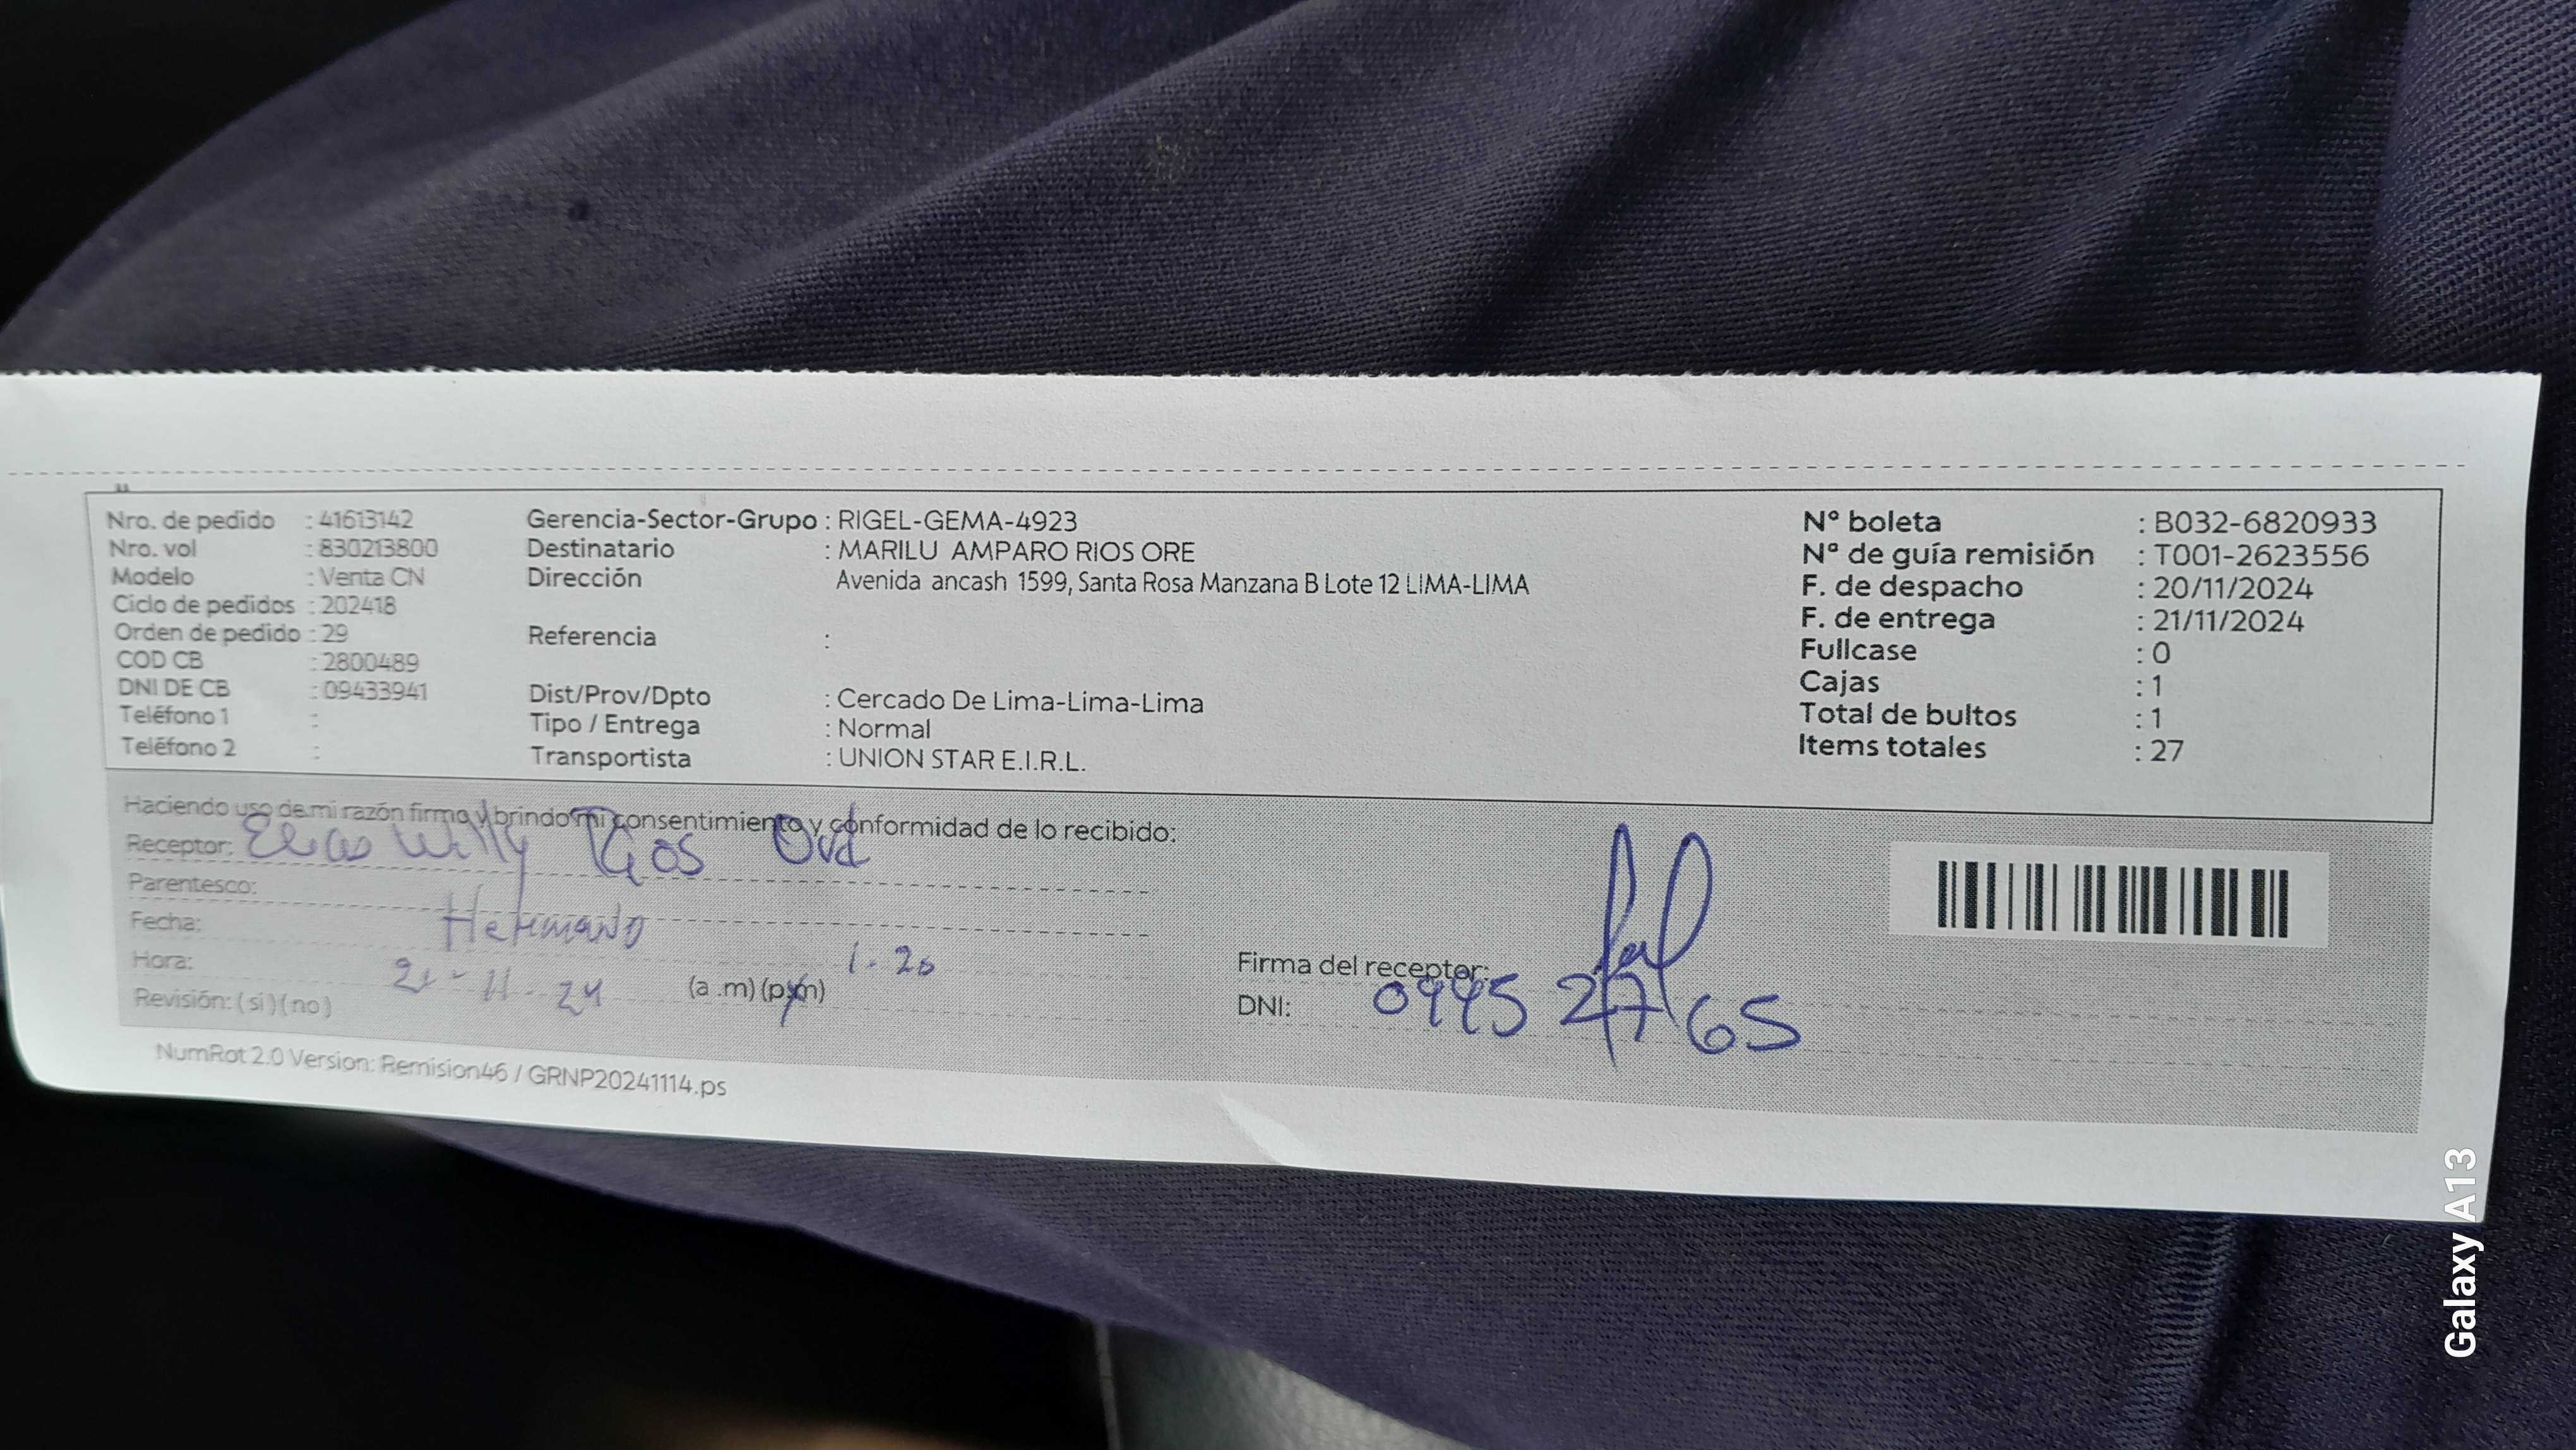 Nro. de pedido : 41613142
Nro. vol : 830213800
Modelo : Venta CN
Ciclo de pedidos : 202418
Orden de pedido : 29
COD CB : 2800489
DNI DE CB : 09433941
Teléfono 1 :
Teléfono 2 :
Gerencia-Sector-Grupo : RIGEL-GEMA-4923
Destinatario : MARILU AMPARO RIOS ORE
Dirección Avenida ancash 1599, Santa Rosa Manzana B Lote 12 LIMA-LIMA
Referencia :
Dist/Prov/Dpto : Cercado De Lima-Lima-Lima
Tipo / Entrega : Normal
Transportista : UNION STAR E.I.R.L.
Nº boleta : B032-6820933
Nª de guía remisión : T001-2623556
F. de despacho : 20/11/2024
F. de entrega : 21/11/2024
Fullcase : 0
Cajas : 1
Total de bultos : 1
Items totales : 27
Haciendo uso de mi razón firmo y brindo mi consentimiento y conformidad de lo recibido:
Receptor: Elias Willy Rios
Parentesco:
Fecha: Hermano
Hora: 21-11-24 (a .m) (p.m) 1-20
Revisión: ( si ) ( no )
Firma del receptor:
DNI: 09952765
NumRot 2.0 Version: Remision46 / GRNP20241114.ps
Galaxy A13